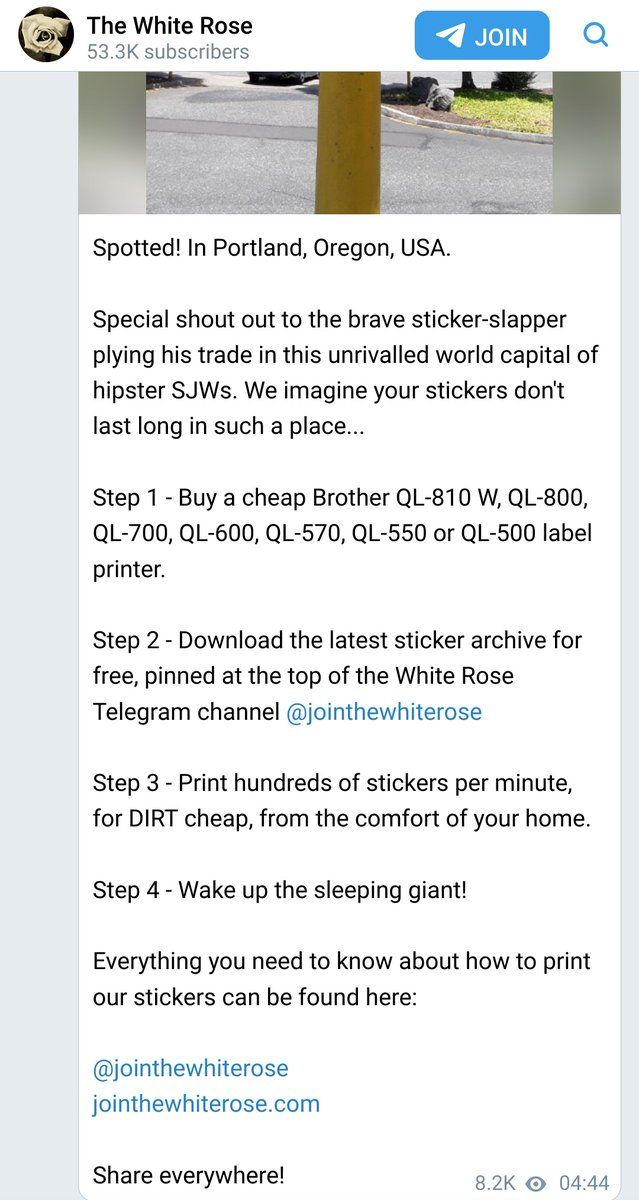 The White Rose
53.3K subscribers
JOIN
Spotted! In Portland, Oregon, USA.
Special shout out to the brave sticker-slapper
plying his trade in this unrivalled world capital of
hipster SJWs. We imagine your stickers don't
last long in such a place...
Step 1 - Buy a cheap Brother QL-810 W, QL-800,
QL-700, QL-600, QL-570, QL-550 or QL-500 label
printer.
Step 2 - Download the latest sticker archive for
free, pinned at the top of the White Rose
Telegram channel @jointhewhiterose
Step 3 - Print hundreds of stickers per minute,
for DIRT cheap, from the comfort of your home.
Step 4 - Wake up the sleeping giant!
Everything you need to know about how to print
our stickers can be found here:
@jointhewhiterose
jointhewhiterose.com
Share everywhere!
8.2K 04:44